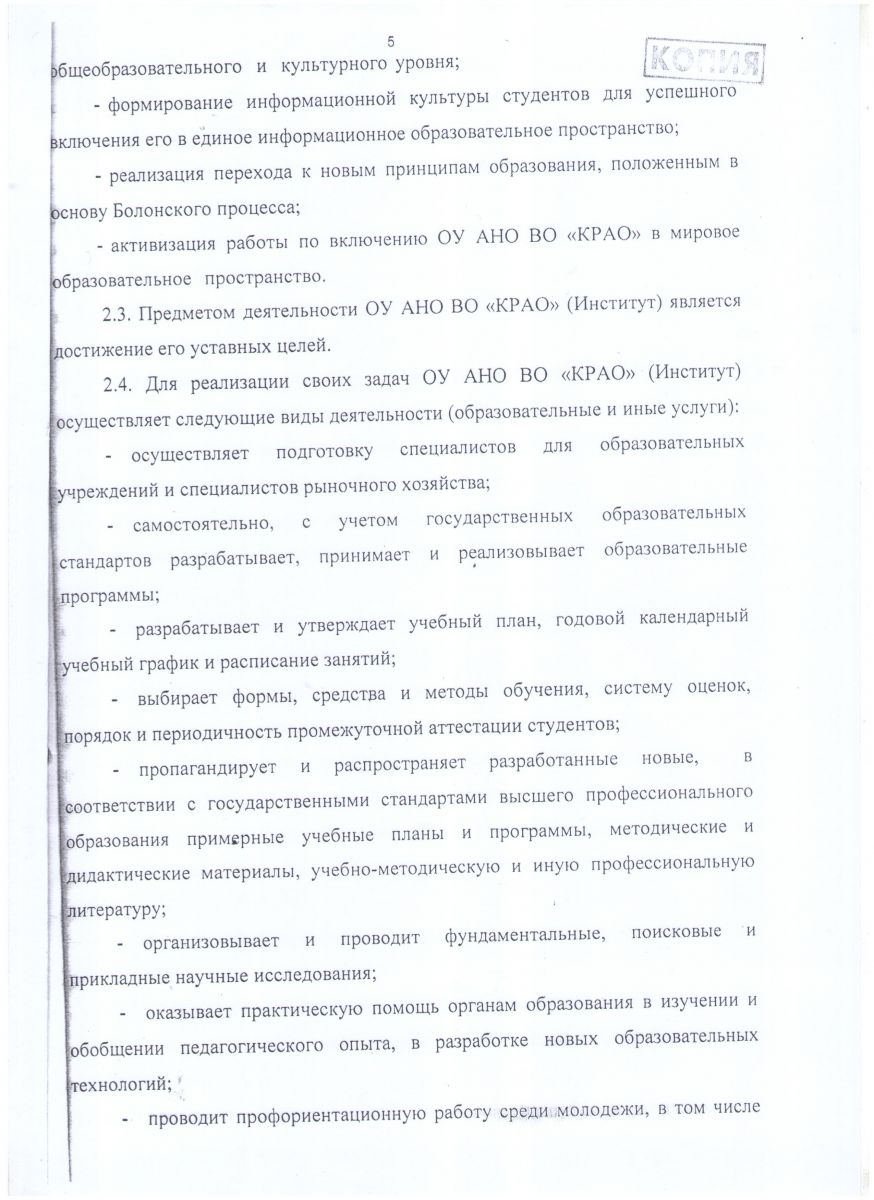 5
КОПИЯ
общеобразовательного и культурного уровня;
- формирование информационной культуры студентов для успешного
включения его в единое информационное образовательное пространство;
- реализация перехода к новым принципам образования, положенным в
основу Болонского процесса;
- активизация работы по включению ОУ АНО ВО «КРАО» в мировое
образовательное пространство.
2.3. Предметом деятельности ОУ АНО ВО «КРАО» (Институт) является
достижение его уставных целей.
2.4. Для реализации своих задач ОУ АНО ВО «КРАО» (Институт)
осуществляет следующие виды деятельности (образовательные и иные услуги):
- осуществляет подготовку специалистов для образовательных
учреждений и специалистов рыночного хозяйства;
- самостоятельно, с учетом государственных образовательных
стандартов разрабатывает, принимает и реализовывает образовательные
программы;
- разрабатывает и утверждает учебный план, годовой календарный
учебный график и расписание занятий;
- выбирает формы, средства и методы обучения, систему оценок,
порядок и периодичность промежуточной аттестации студентов;
- пропагандирует и распространяет разработанные новые, в
соответствии с государственными стандартами высшего профессионального
образования примерные учебные планы и программы, методические и
дидактические материалы, учебно-методическую и иную профессиональную
литературу;
- организовывает и проводит фундаментальные, поисковые и
прикладные научные исследования;
- оказывает практическую помощь органам образования в изучении и
обобщении педагогического опыта, в разработке новых образовательных
технологий;
- проводит профориентационную работу среди молодежи, в том числе